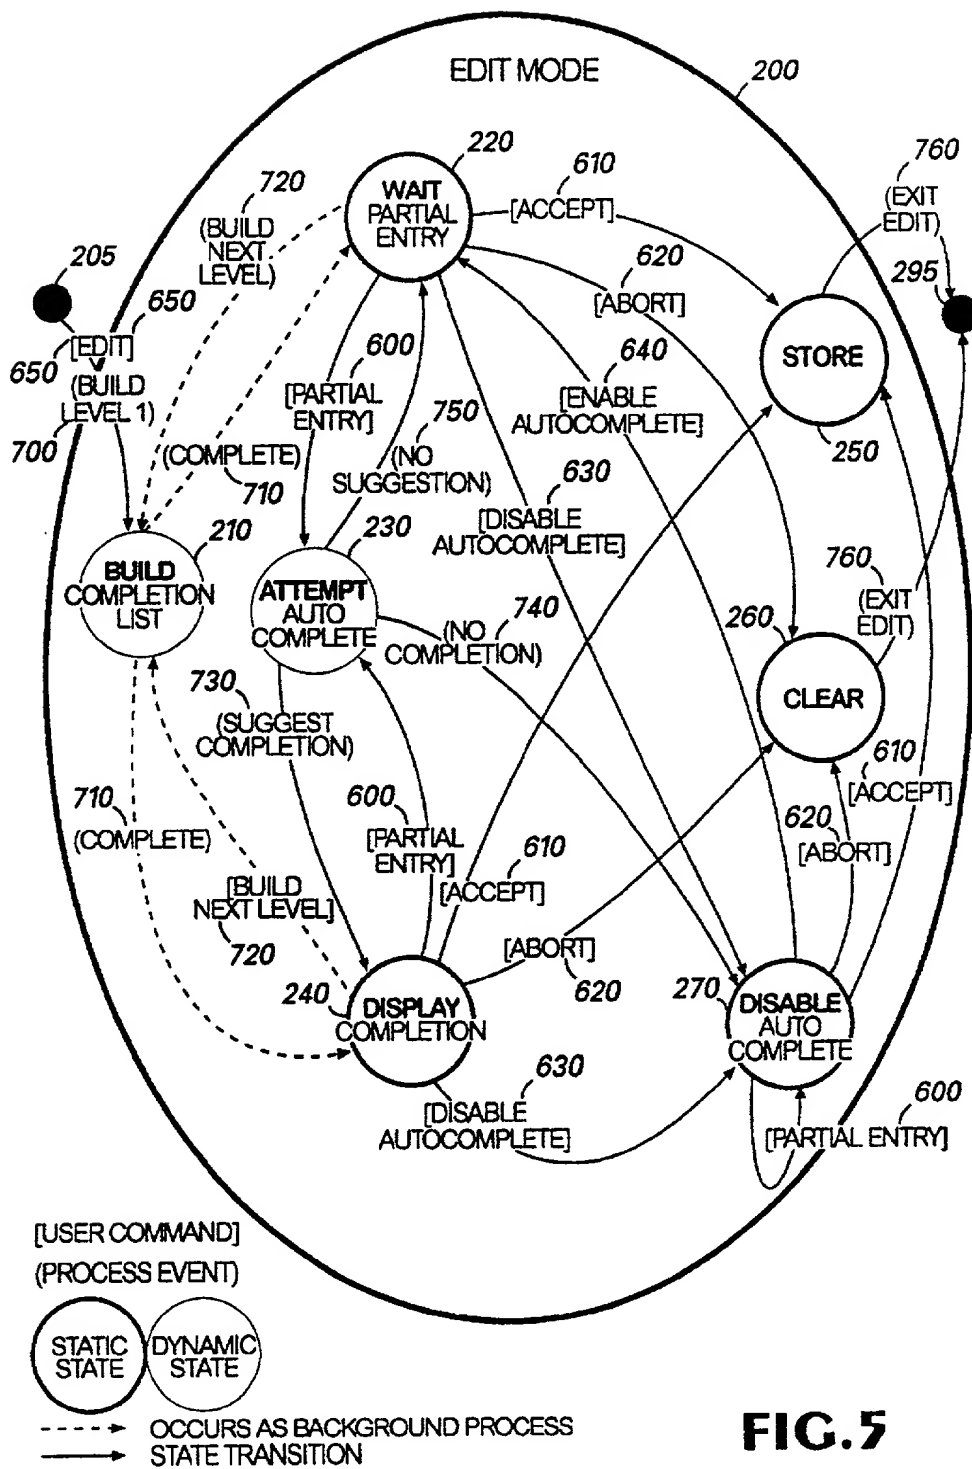 EDIT MODE
200
220
610
760
720
WAIT
PARTIAL
ENTRY
[ACCEPT]
(EXIT
EDIT)
(BUILD
NEXT
LEVEL)
205
620
295
650
[EDIT]
[ABORT]
600
640
STORE
650
(BUILD
LEVEL 1)
[PARTIAL
ENTRY]
750
[ENABLE
AUTOCOMPLETE]
700
(COMPLETE)
710
(NO
SUGGESTION)
630
250
210
230
[DISABLE
AUTOCOMPLETE]
BUILD
COMPLETION
LIST
ATTEMPT
AUTO
COMPLETE
740
(NO
COMPLETION)
760
(EXIT
EDIT)
260
730
(SUGGEST
COMPLETION)
CLEAR
710
(COMPLETE)
600
[PARTIAL
ENTRY]
610
[ACCEPT]
610
[ACCEPT]
620
[ABORT]
[BUILD
NEXT LEVEL]
720
[ABORT]
620
240
DISPLAY
COMPLETION
270
DISABLE
AUTO
COMPLETE
630
[DISABLE
AUTOCOMPLETE]
600
[PARTIAL ENTRY]
[USER COMMAND]
(PROCESS EVENT)
STATIC
STATE
DYNAMIC
STATE
OCCURS AS BACKGROUND PROCESS
STATE TRANSITION
FIG.5